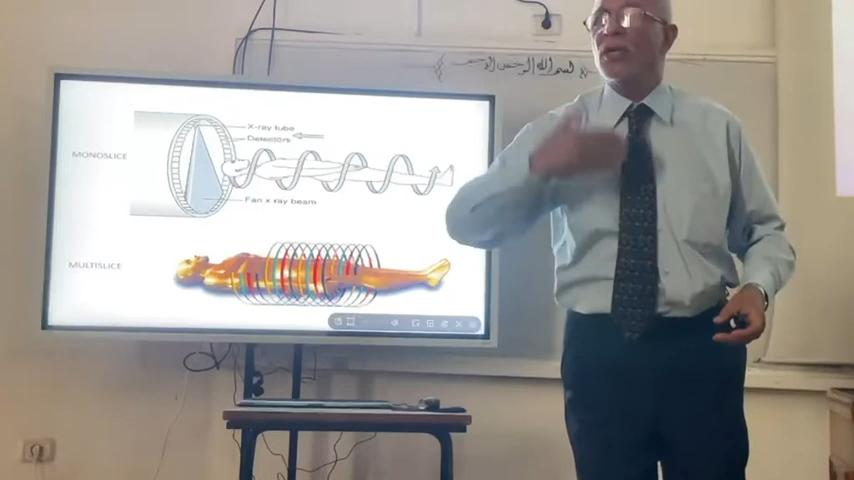 بسم الله الرحمن الرحيم
X-ray tube
Detectors
MONOSLICE
Fan x ray beam
MULTISLICE